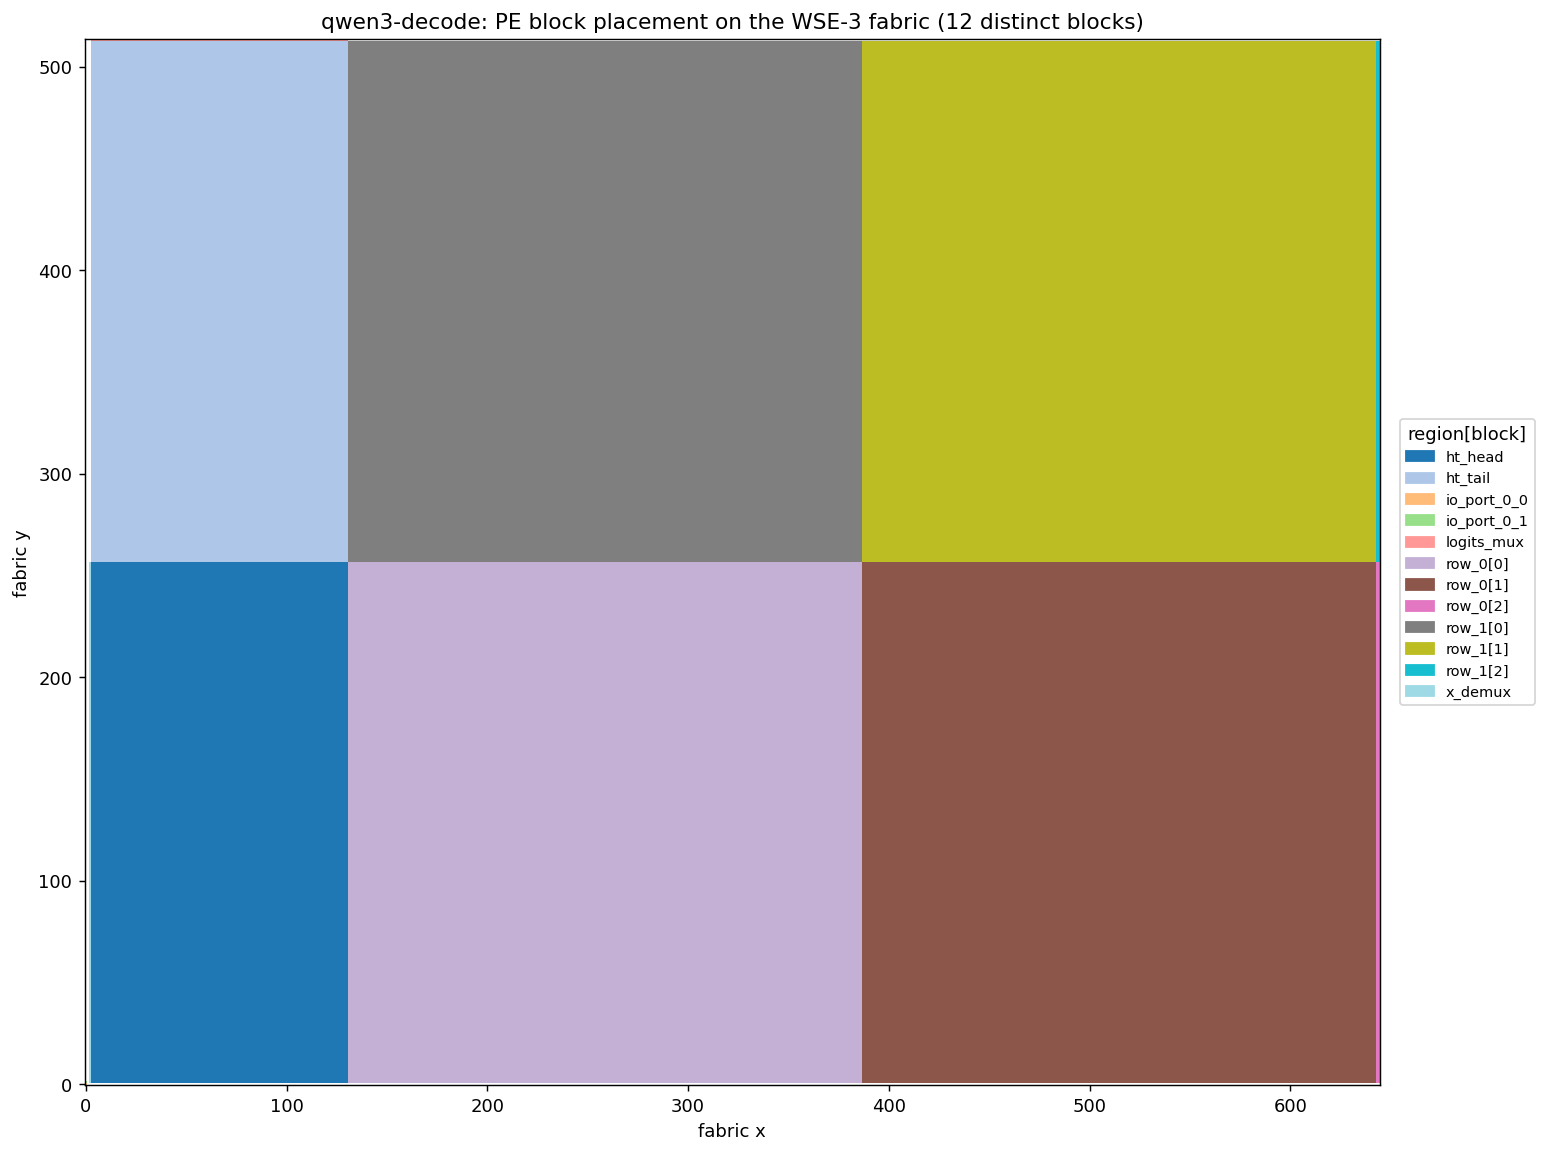 qwen3-decode: PE block placement on the WSE-3 fabric (12 distinct blocks)
fabric y
500
400
300
200
100
0
0 100 200 300 400 500 600
fabric x
region[block]
ht_head
ht_tail
io_port_0_0
io_port_0_1
logits_mux
row_0[0]
row_0[1]
row_0[2]
row_1[0]
row_1[1]
row_1[2]
x_demux